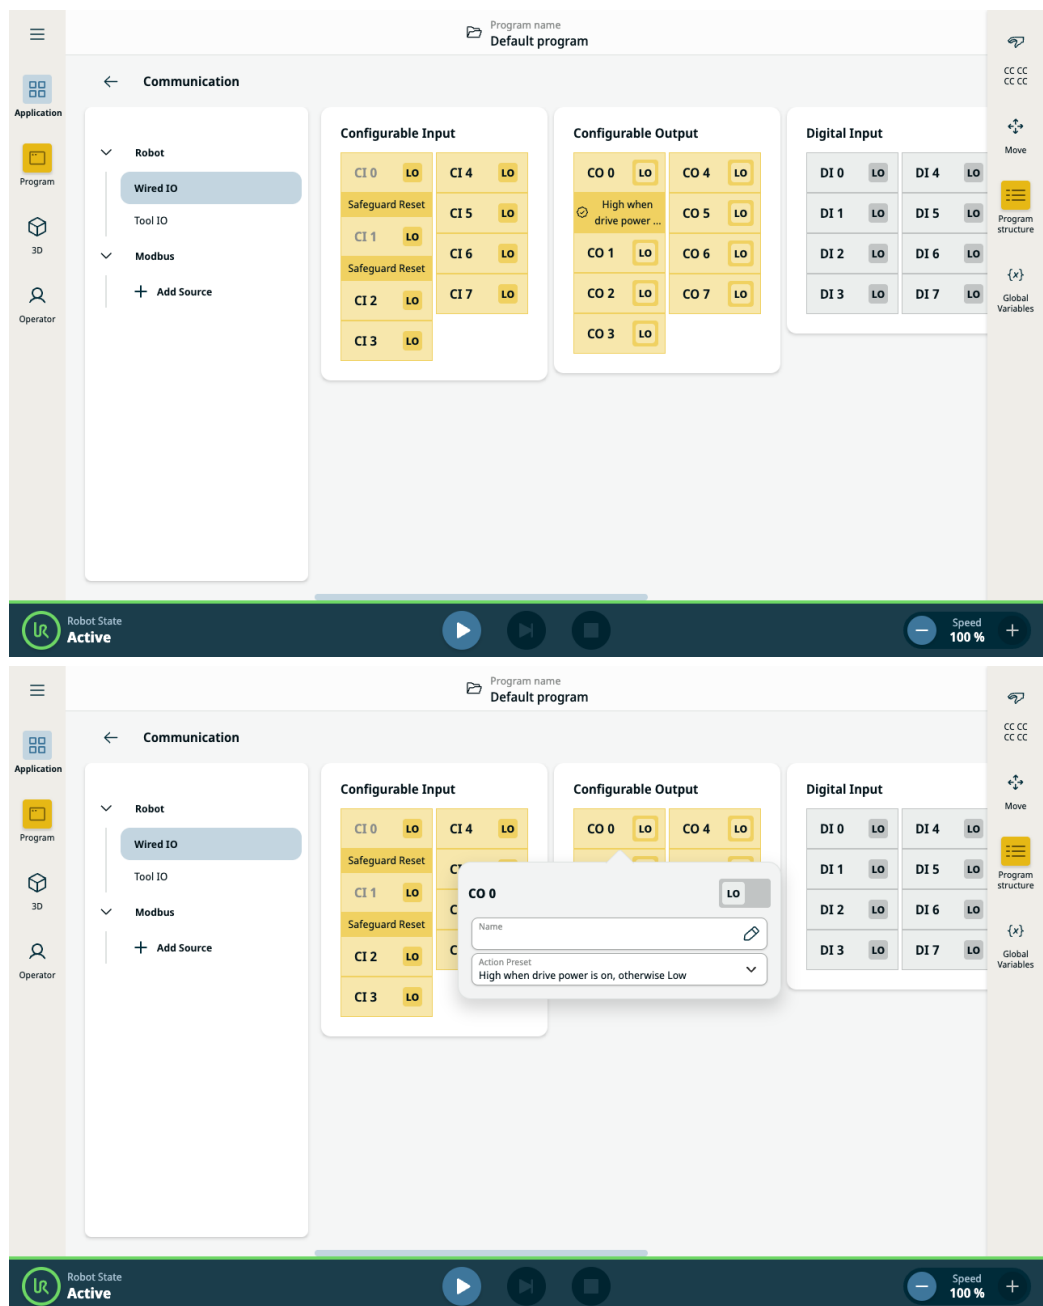 Program name
Default program
Application
Program
3D
Operator
Communication
Robot
Wired IO
Tool IO
Modbus
Add Source
Configurable Input
CI 0 LO CI 4 LO
Safeguard Reset
CI 5 LO
CI 1 LO
CI 6 LO
Safeguard Reset
CI 2 LO CI 7 LO
CI 3 LO
Configurable Output
CO 0 LO CO 4 LO
High when
drive power ...
CO 5 LO
CO 1 LO CO 6 LO
CO 2 LO CO 7 LO
CO 3 LO
Digital Input
DI 0 LO DI 4 LO
DI 1 LO DI 5 LO
DI 2 LO DI 6 LO
DI 3 LO DI 7 LO
CC CC
CC CC
Move
Program
structure
{x}
Global
Variables
UR
Robot State
Active
Speed
100 %
Program name
Default program
Application
Program
3D
Operator
Communication
Robot
Wired IO
Tool IO
Modbus
Add Source
Configurable Input
CI 0 LO CI 4 LO
Safeguard Reset
CI 1 LO
Safeguard Reset
CI 2 LO
CI 3 LO
Configurable Output
CO 0 LO CO 4 LO
CO 0 LO
Name
Action Preset
High when drive power is on, otherwise Low
Digital Input
DI 0 LO DI 4 LO
DI 1 LO DI 5 LO
DI 2 LO DI 6 LO
DI 3 LO DI 7 LO
CC CC
CC CC
Move
Program
structure
{x}
Global
Variables
UR
Robot State
Active
Speed
100 %